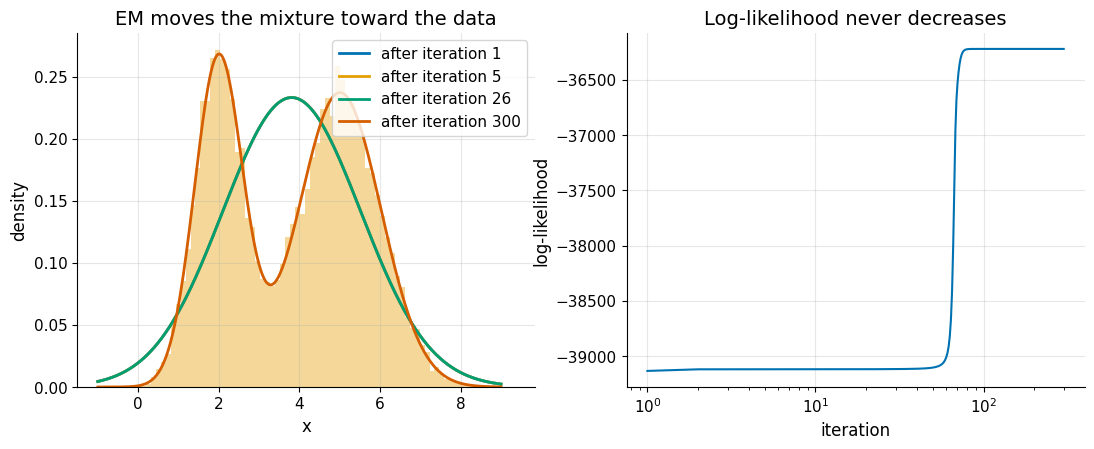 EM moves the mixture toward the data
density
0.25
0.20
0.15
0.10
0.05
0.00
after iteration 1
after iteration 5
after iteration 26
after iteration 300
0 2 4 6 8
x
Log-likelihood never decreases
log-likelihood
−36500
−37000
−37500
−38000
−38500
−39000
10⁰ 10¹ 10²
iteration